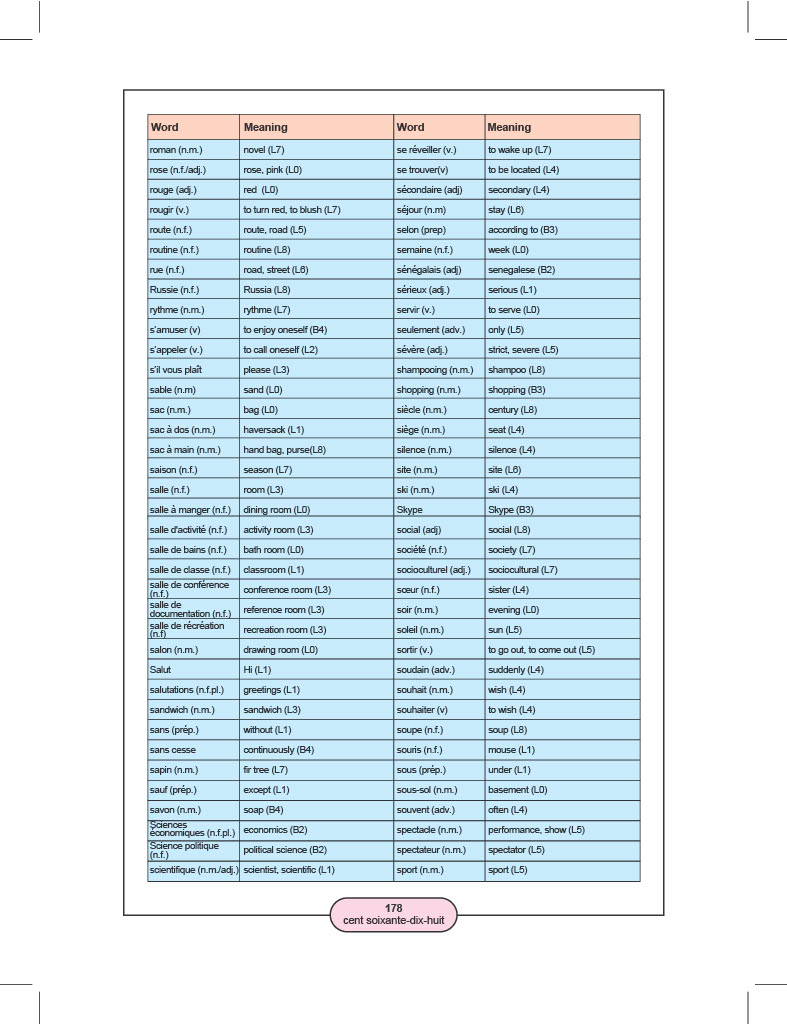 Word Meaning Word Meaning
roman (n.m.) novel (L7) se réveiller (v.) to wake up (L7)
rose (n.f./adj.) rose, pink (L0) se trouver(v) to be located (L4)
rouge (adj.) red (L0) sécondaire (adj) secondary (L4)
rougir (v.) to turn red, to blush (L7) séjour (n.m) stay (L6)
route (n.f.) route, road (L5) selon (prep) according to (B3)
routine (n.f.) routine (L8) semaine (n.f.) week (L0)
rue (n.f.) road, street (L6) sénégalais (adj) senegalese (B2)
Russie (n.f.) Russia (L8) sérieux (adj.) serious (L1)
rythme (n.m.) rythme (L7) servir (v.) to serve (L0)
s'amuser (v) to enjoy oneself (B4) seulement (adv.) only (L5)
s'appeler (v.) to call oneself (L2) sévère (adj.) strict, severe (L5)
s'il vous plaît please (L3) shampooing (n.m.) shampoo (L8)
sable (n.m) sand (L0) shopping (n.m.) shopping (B3)
sac (n.m.) bag (L0) siècle (n.m.) century (L8)
sac à dos (n.m.) haversack (L1) siège (n.m.) seat (L4)
sac à main (n.m.) hand bag, purse(L8) silence (n.m.) silence (L4)
saison (n.f.) season (L7) site (n.m.) site (L6)
salle (n.f.) room (L3) ski (n.m.) ski (L4)
salle à manger (n.f.) dining room (L0) Skype Skype (B3)
salle d'activité (n.f.) activity room (L3) social (adj) social (L8)
salle de bains (n.f.) bath room (L0) société (n.f.) society (L7)
salle de classe (n.f.) classroom (L1) socioculturel (adj.) sociocultural (L7)
salle de conférence
(n.f.) conference room (L3) sœur (n.f.) sister (L4)
salle de
documentation (n.f.) reference room (L3) soir (n.m.) evening (L0)
salle de récréation
(n.f) recreation room (L3) soleil (n.m.) sun (L5)
salon (n.m.) drawing room (L0) sortir (v.) to go out, to come out (L5)
Salut Hi (L1) soudain (adv.) suddenly (L4)
salutations (n.f.pl.) greetings (L1) souhait (n.m.) wish (L4)
sandwich (n.m.) sandwich (L3) souhaiter (v) to wish (L4)
sans (prép.) without (L1) soupe (n.f.) soup (L8)
sans cesse continuously (B4) souris (n.f.) mouse (L1)
sapin (n.m.) fir tree (L7) sous (prép.) under (L1)
sauf (prép.) except (L1) sous-sol (n.m.) basement (L0)
savon (n.m.) soap (B4) souvent (adv.) often (L4)
Sciences
économiques (n.f.pl.) economics (B2) spectacle (n.m.) performance, show (L5)
Science politique
(n.f.) political science (B2) spectateur (n.m.) spectator (L5)
scientifique (n.m./adj.) scientist, scientific (L1) sport (n.m.) sport (L5)
178
cent soixante-dix-huit